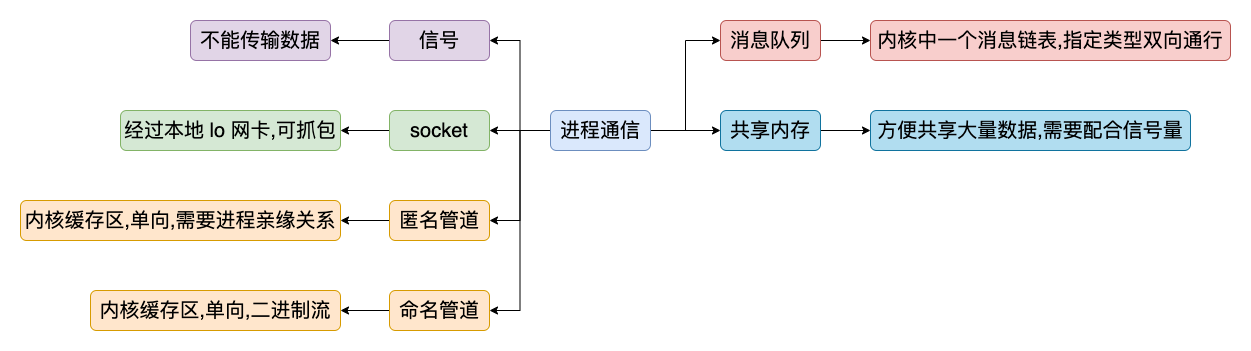 不能传输数据
信号
消息队列
内核中一个消息链表,指定类型双向通行
经过本地 lo 网卡,可抓包
socket
进程通信
共享内存
方便共享大量数据,需要配合信号量
内核缓存区,单向,需要进程亲缘关系
匿名管道
内核缓存区,单向,二进制流
命名管道